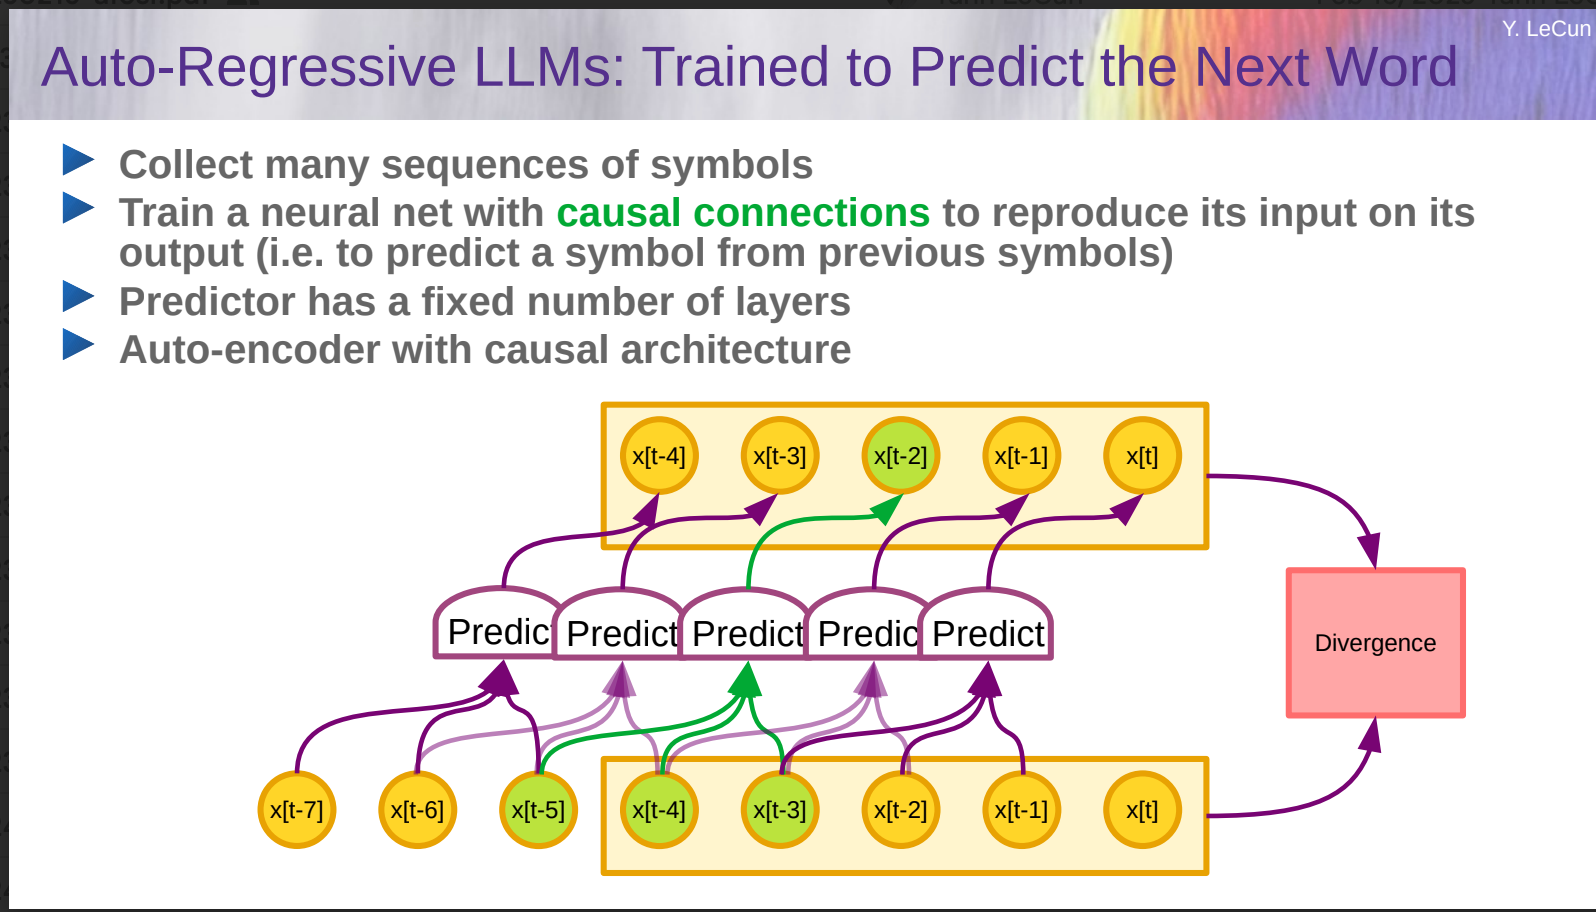 Y. LeCun
Auto-Regressive LLMs: Trained to Predict the Next Word
Collect many sequences of symbols
Train a neural net with causal connections to reproduce its input on its
output (i.e. to predict a symbol from previous symbols)
Predictor has a fixed number of layers
Auto-encoder with causal architecture
x[t-4] x[t-3] x[t-2] x[t-1] x[t]
Predict Predict Predict Predic Predict
Divergence
x[t-7] x[t-6] x[t-5] x[t-4] x[t-3] x[t-2] x[t-1] x[t]